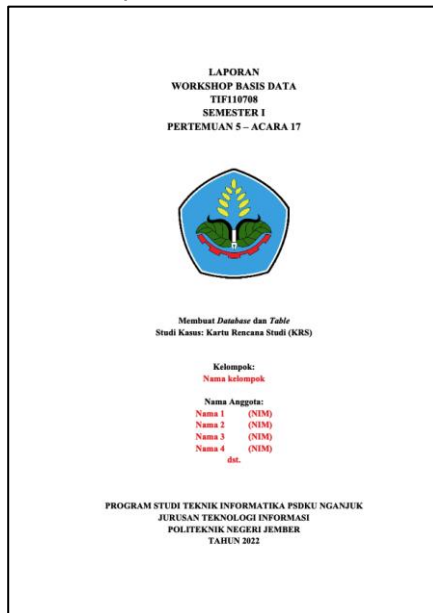 LAPORAN
WORKSHOP BASIS DATA
TIF110708
SEMESTER I
PERTEMUAN 5 – ACARA 17
Membuat Database dan Table
Studi Kasus: Kartu Rencana Studi (KRS)
Kelompok:
Nama kelompok
Nama Anggota:
Nama 1 (NIM)
Nama 2 (NIM)
Nama 3 (NIM)
Nama 4 (NIM)
dst.
PROGRAM STUDI TEKNIK INFORMATIKA PSDKU NGANJUK
JURUSAN TEKNOLOGI INFORMASI
POLITEKNIK NEGERI JEMBER
TAHUN 2022